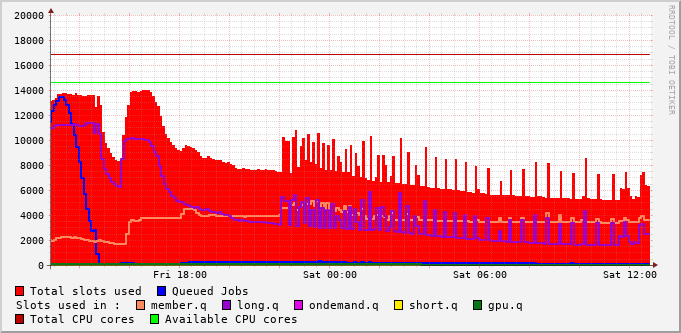 20000
18000
16000
14000
12000
10000
8000
6000
4000
2000
0
Fri 18:00 Sat 00:00 Sat 06:00 Sat 12:00
RRDTOOL / TOBI OETIKER
Total slots used Queued Jobs
Slots used in : member.q long.q ondemand.q short.q gpu.q
Total CPU cores Available CPU cores